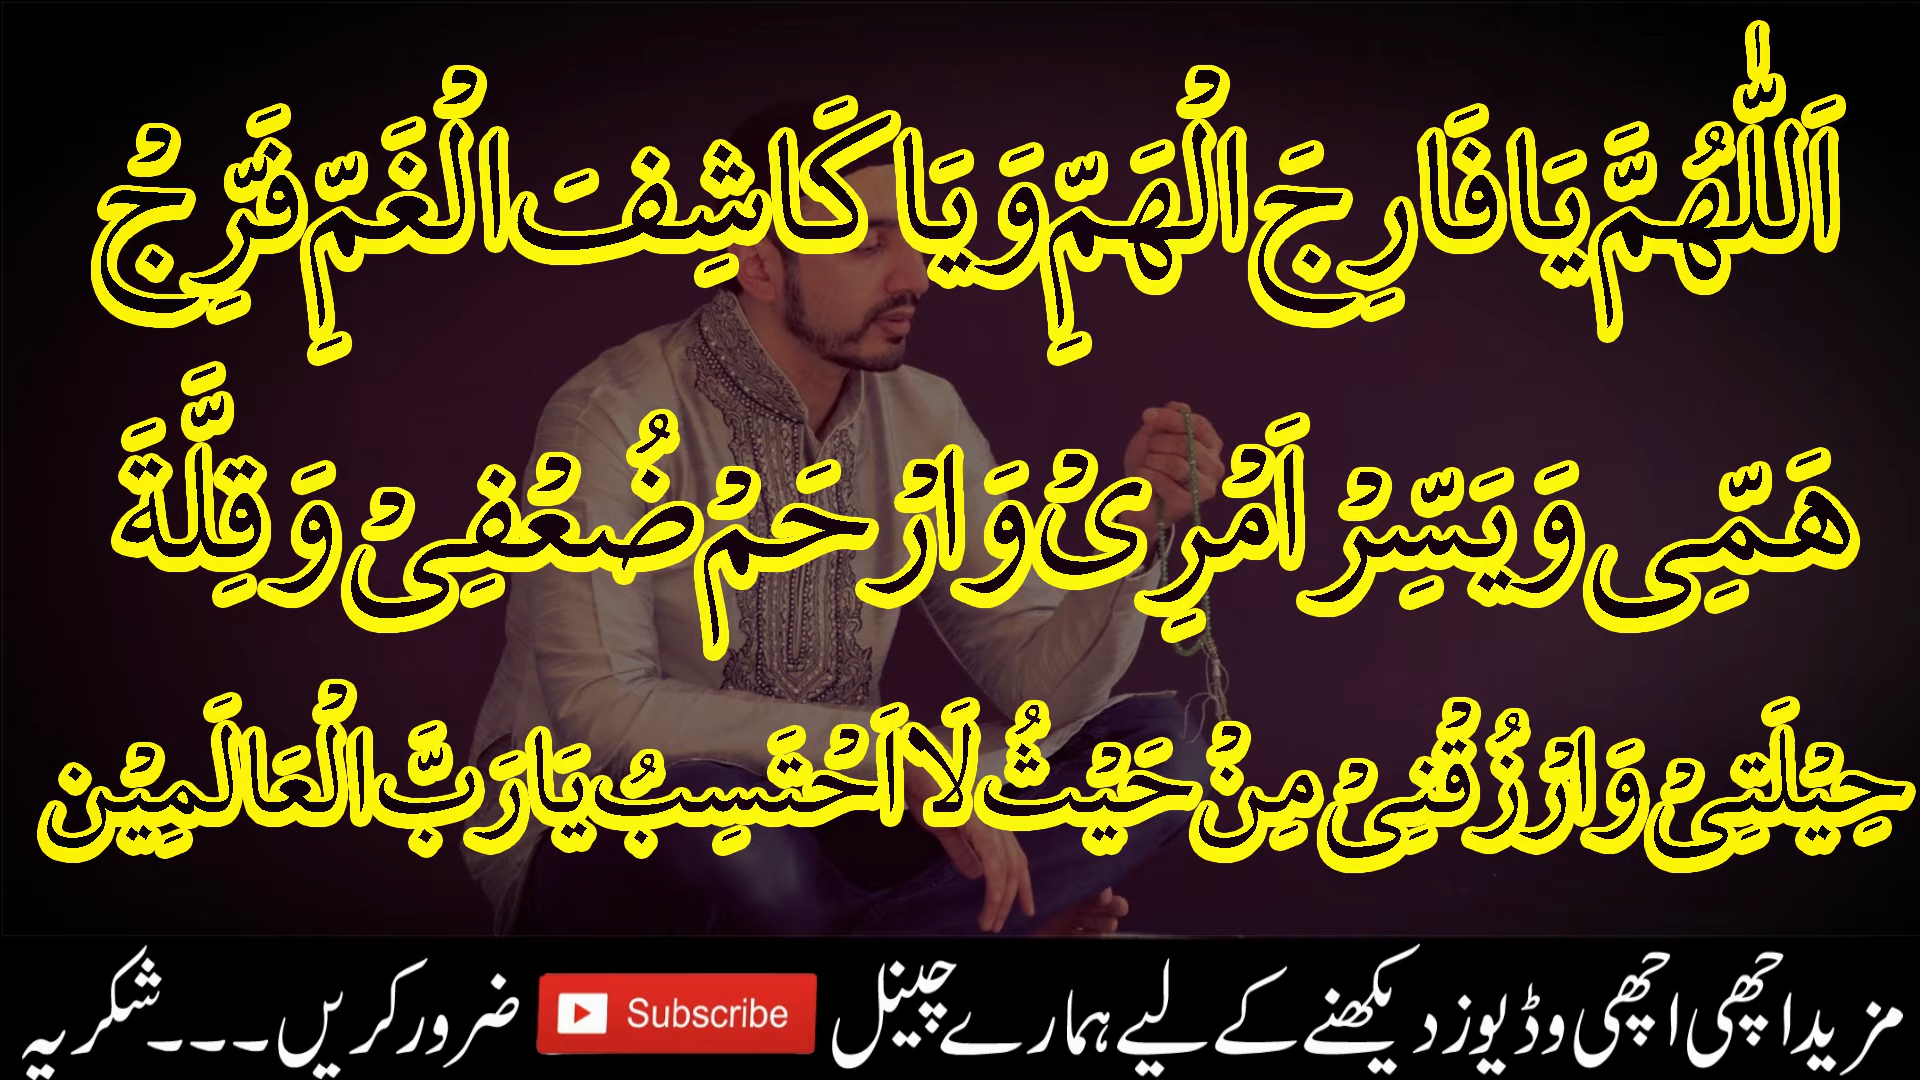 اَللّٰهُمَّ يَا فَارِجَ الْهَمِّ وَ يَا كَاشِفَ الْغَمِّ فَرِّجْ
هَمِّى وَ يَسِّرْ اَمْرِىْ وَ ارْحَمْ ضُعْفِىْ وَ قِلَّةَ
حِيْلَتِىْ وَ ارْزُقْنِىْ مِنْ حَيْثُ لَا اَحْتَسِبُ يَا رَبَّ الْعَالَمِيْن
مزید اچھی اچھی وڈیوز دیکھنے کے لیے ہمارے چینل Subscribe ضرور کریں۔۔۔شکریہ